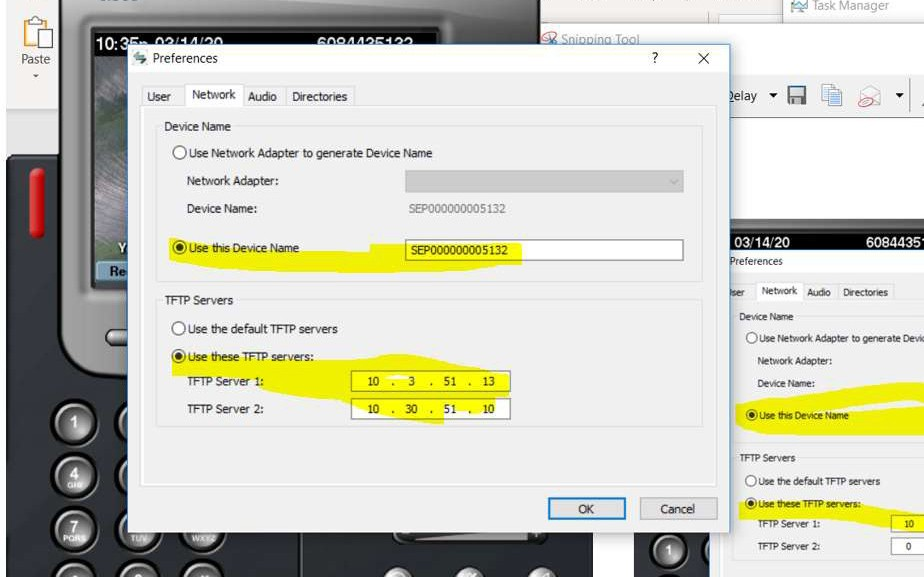 Task Manager
Paste
10:35p 03/14/20 6084435132
Snipping Tool
Preferences
? X
User Network Audio Directories
Delay
Device Name
Use Network Adapter to generate Device Name
Network Adapter:
Device Name: SEP000000005132
Use this Device Name SEP000000005132
TFTP Servers
Use the default TFTP servers
Use these TFTP servers:
TFTP Server 1: 10 . 3 . 51 . 13
TFTP Server 2: 10 . 30 . 51 . 10
OK Cancel
Y
Re
1
4
GHI
7
PQRS
TUV
WXYZ
03/14/20 6084435
Preferences
User Network Audio Directories
Device Name
Use Network Adapter to generate Devic
Network Adapter:
Device Name:
Use this Device Name
TFTP Servers
Use the default TFTP servers
Use these TFTP servers:
TFTP Server 1: 10
TFTP Server 2: 0
1